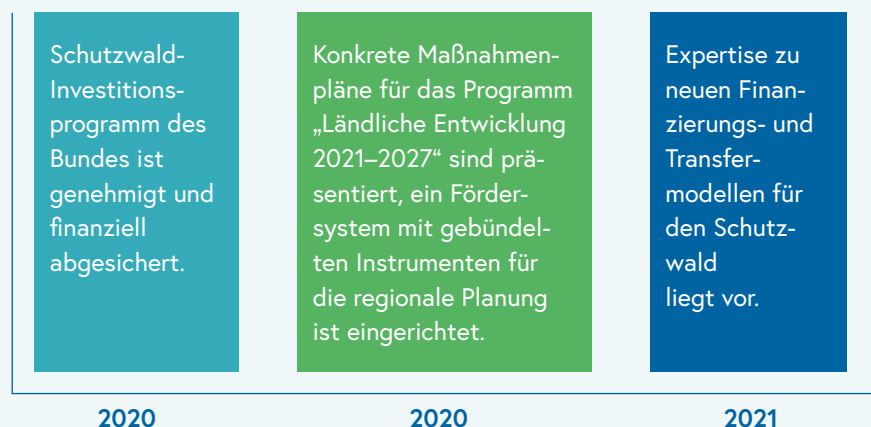 Schutzwald-
Investitions-
programm des
Bundes ist
genehmigt und
finanziell
abgesichert.
Konkrete Maßnahmen-
pläne für das Programm
„Ländliche Entwicklung
2021–2027“ sind prä-
sentiert, ein Förder-
system mit gebündel-
ten Instrumenten für
die regionale Planung
ist eingerichtet.
Expertise zu
neuen Finan-
zierungs- und
Transfer-
modellen für
den Schutz-
wald
liegt vor.
2020
2020
2021